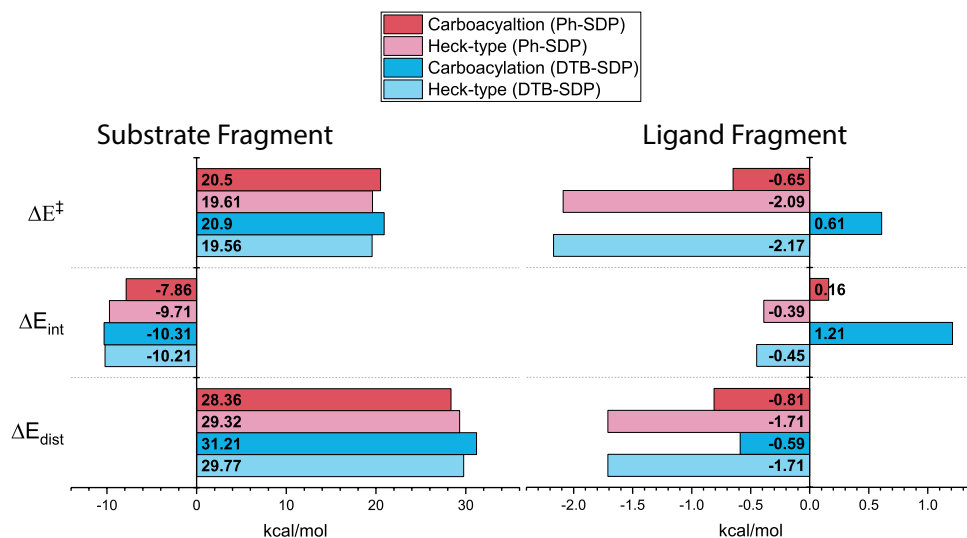 Carboacyaltion (Ph-SDP)
Heck-type (Ph-SDP)
Carboacylation (DTB-SDP)
Heck-type (DTB-SDP)
Substrate Fragment
Ligand Fragment
ΔE‡
20.5
19.61
20.9
19.56
-0.65
-2.09
0.61
-2.17
ΔEint
-7.86
-9.71
-10.31
-10.21
0.16
-0.39
1.21
-0.45
ΔEdist
28.36
29.32
31.21
29.77
-0.81
-1.71
-0.59
-1.71
-10 0 10 20 30
-2.0 -1.5 -1.0 -0.5 0.0 0.5 1.0
kcal/mol
kcal/mol